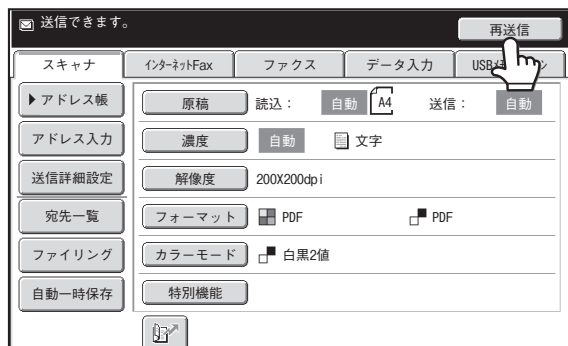 送信できます。
再送信
スキャナ
インターネットFax
ファクス
データ入力
アドレス帳
原稿
読込：
自動
A4
送信：
自動
アドレス入力
濃度
自動
文字
送信詳細設定
解像度
200X200dpi
宛先一覧
フォーマット
PDF
PDF
ファイリング
カラーモード
白黒2値
自動一時保存
特別機能